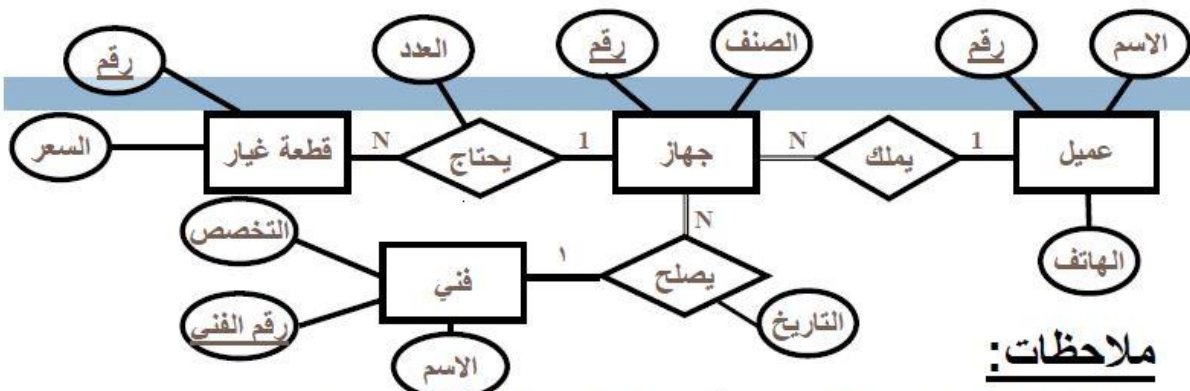 الاسم
رقم
الصنف
رقم
العدد
رقم
عميل
1
يملك
N
جهاز
1
يحتاج
N
قطعة غيار
السعر
الهاتف
N
يصلح
التاريخ
١
فنيَ
التخصص
رقم الفني
الاسم
ملاحظات: